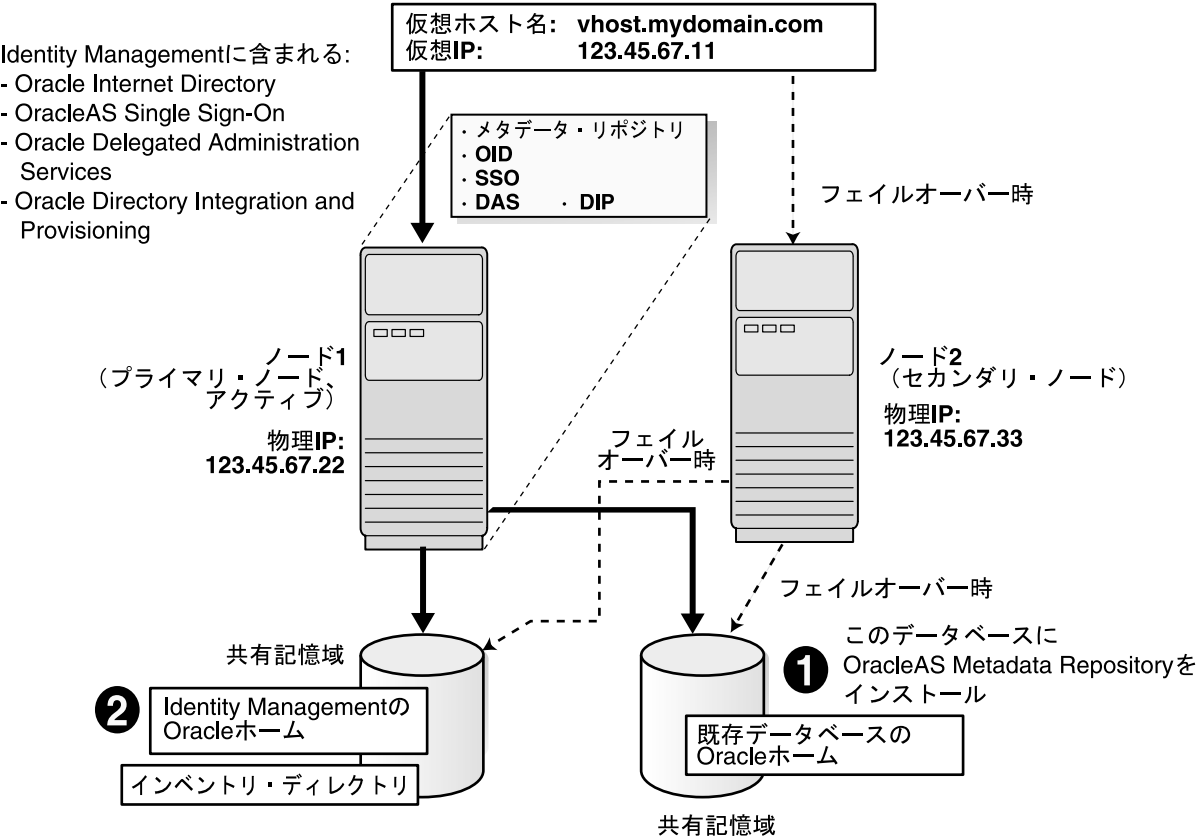 仮想ホスト名: vhost.mydomain.com
仮想IP: 123.45.67.11
Identity Managementに含まれる:
- Oracle Internet Directory
- OracleAS Single Sign-On
- Oracle Delegated Administration
Services
- Oracle Directory Integration and
Provisioning
・メタデータ・リポジトリ
・OID
・SSO
・DAS ・DIP
フェイルオーバー時
ノード1
（プライマリ・ノード、
アクティブ）
物理IP:
123.45.67.22
ノード2
（セカンダリ・ノード）
物理IP:
123.45.67.33
フェイル
オーバー時
フェイルオーバー時
共有記憶域
2
Identity Managementの
Oracleホーム
インベントリ・ディレクトリ
1
このデータベースに
OracleAS Metadata Repositoryを
インストール
既存データベースの
Oracleホーム
共有記憶域